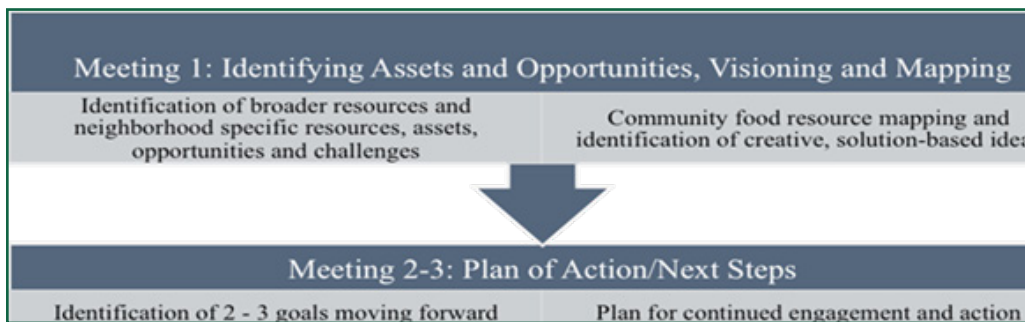 Meeting 1: Identifying Assets and Opportunities, Visioning and Mapping
Identification of broader resources and
neighborhood specific resources, assets,
opportunities and challenges
Community food resource mapping and
identification of creative, solution-based idea
Meeting 2-3: Plan of Action/Next Steps
Identification of 2 - 3 goals moving forward
Plan for continued engagement and action